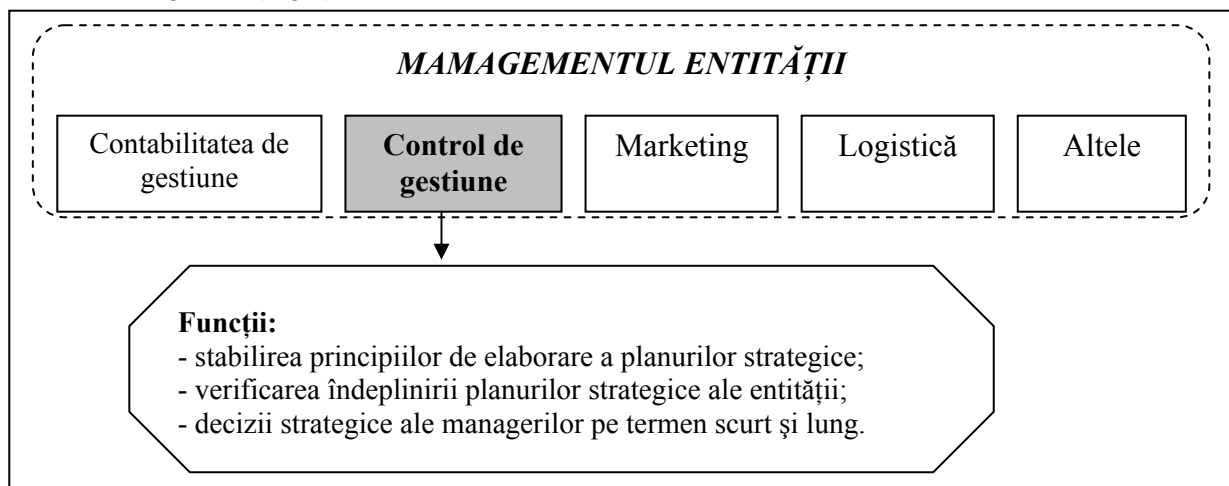 MAMAGEMENTUL ENTITĂȚII
Contabilitatea de
gestiune
Control de
gestiune
Marketing
Logistică
Altele
Funcții:
- stabilirea principiilor de elaborare a planurilor strategice;
- verificarea îndeplinirii planurilor strategice ale entității;
- decizii strategice ale managerilor pe termen scurt şi lung.